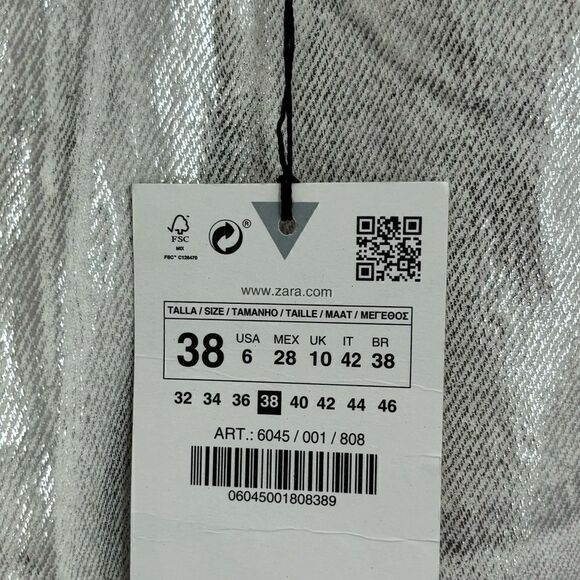 FSC
MIX
FSC™ C128470
®
www.zara.com
TALLA / SIZE / TAMANHO / TAILLE / MAAT / ΜΕΓΕΘΟΣ
38 USA MEX UK IT BR
6 28 10 42 38
32 34 36 38 40 42 44 46
ART.: 6045 / 001 / 808
06045001808389